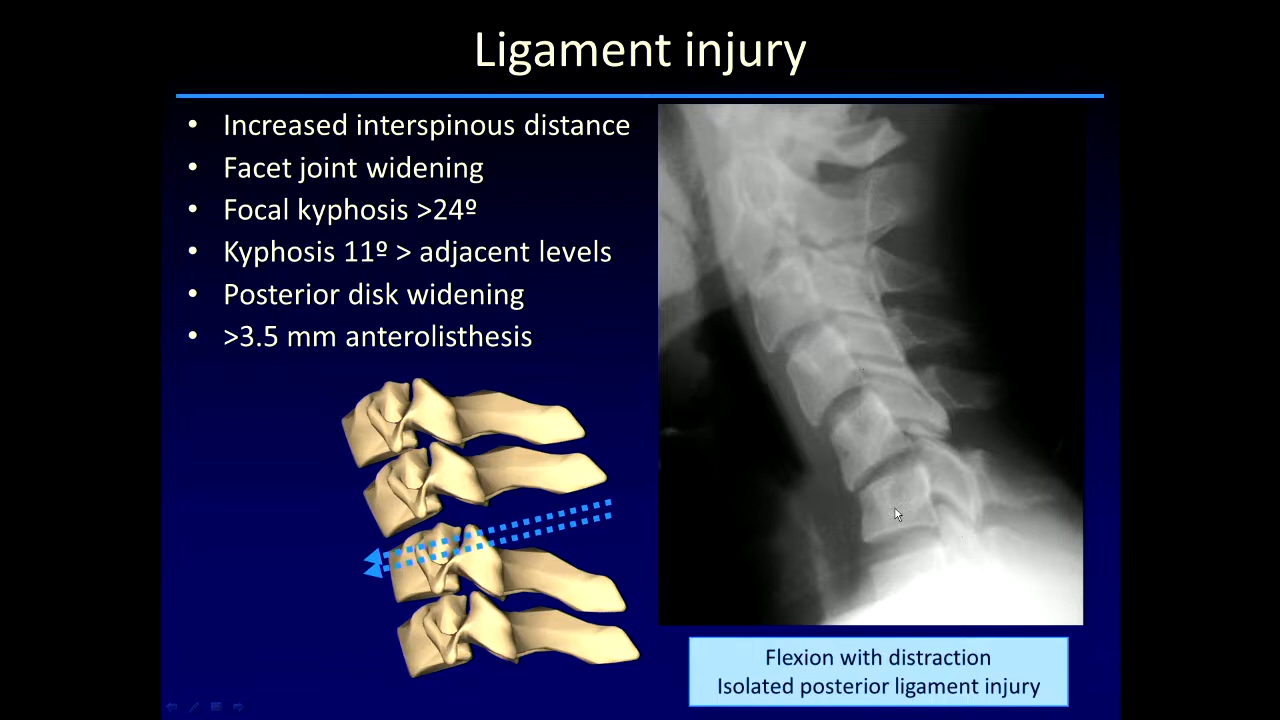 Ligament injury
• Increased interspinous distance
• Facet joint widening
• Focal kyphosis >24º
• Kyphosis 11º > adjacent levels
• Posterior disk widening
• >3.5 mm anterolisthesis
Flexion with distraction
Isolated posterior ligament injury